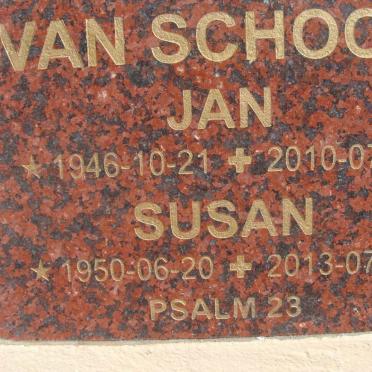 VAN SCHOO
JAN
★ 1946-10-21 ✚ 2010-07
SUSAN
★ 1950-06-20 ✚ 2013-07
PSALM 23